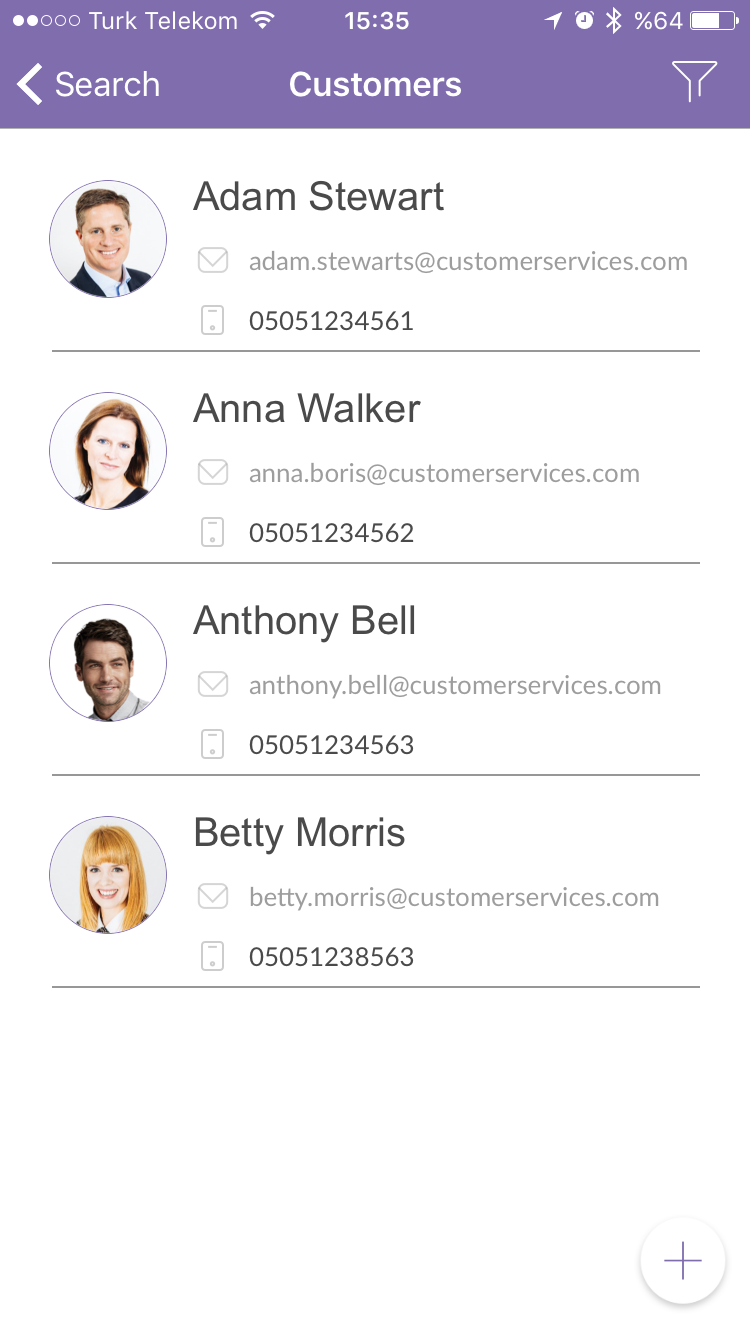 Turk Telekom 15:35 %64
Search Customers
Adam Stewart
adam.stewarts@customerservices.com
05051234561
Anna Walker
anna.boris@customerservices.com
05051234562
Anthony Bell
anthony.bell@customerservices.com
05051234563
Betty Morris
betty.morris@customerservices.com
05051238563